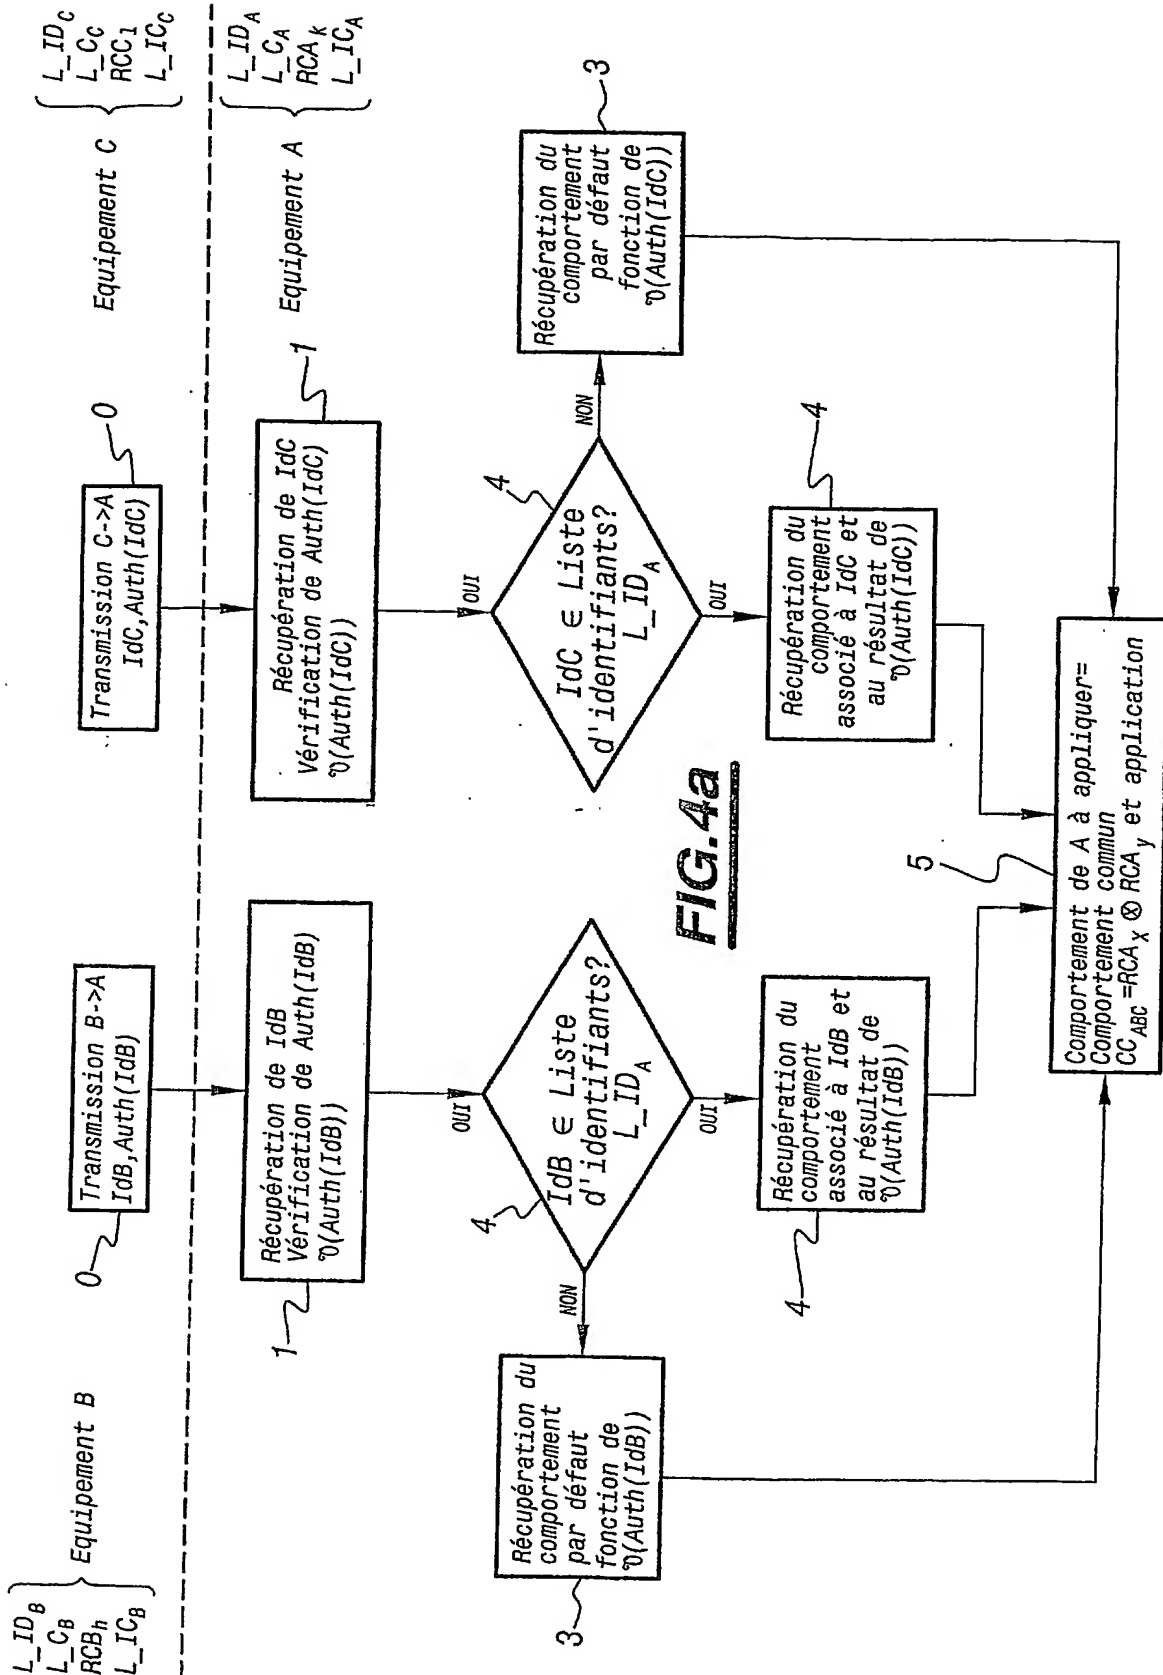 L_ID_B
L_C_B
RCB_h
L_IC_B
Equipement B
Equipement C
L_ID_C
L_C_C
RCC_l
L_IC_C
0
Transmission B->A
IdB,Auth(IdB)
Transmission C->A
IdC,Auth(IdC)
0
Equipement A
L_ID_A
L_C_A
RCA_k
L_IC_A
1
Récupération de IdB
Vérification de Auth(IdB)
V(Auth(IdB))
Récupération de IdC
Vérification de Auth(IdC)
V(Auth(IdC))
1
OUI
OUI
4
IdB ∈ Liste
d'identifiants?
L_ID_A
4
IdC ∈ Liste
d'identifiants?
L_ID_A
NON
NON
OUI
OUI
3
Récupération du
comportement
par défaut
fonction de
V(Auth(IdB))
Récupération du
comportement
par défaut
fonction de
V(Auth(IdC))
3
4
Récupération du
comportement
associé à IdB et
au résultat de
V(Auth(IdB))
Récupération du
comportement
associé à IdC et
au résultat de
V(Auth(IdC))
4
FIG.4a
5
Comportement de A à appliquer=
Comportement commun
CC_ABC =RCA_x ⊗ RCA_y et application